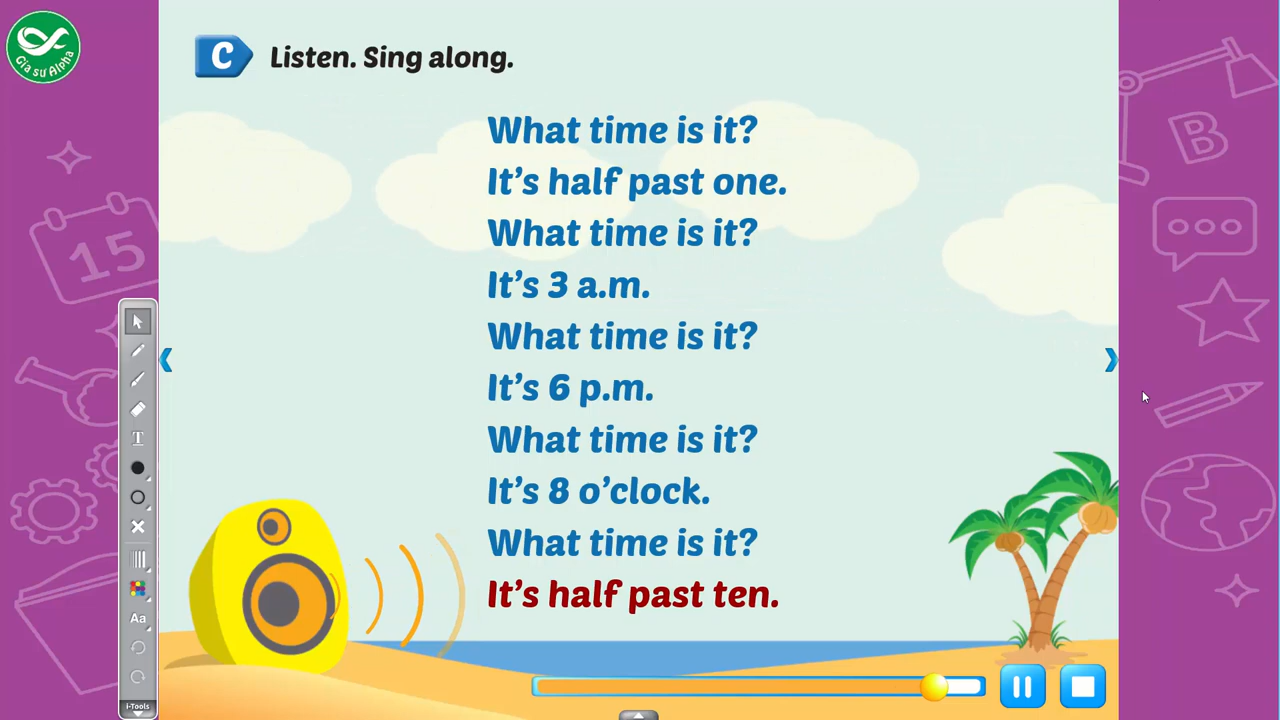 Gia sư Alpha
C Listen. Sing along.
What time is it?
It's half past one.
What time is it?
It's 3 a.m.
What time is it?
It's 6 p.m.
What time is it?
It's 8 o'clock.
What time is it?
It's half past ten.
15
B
T
Aa
i-Tools